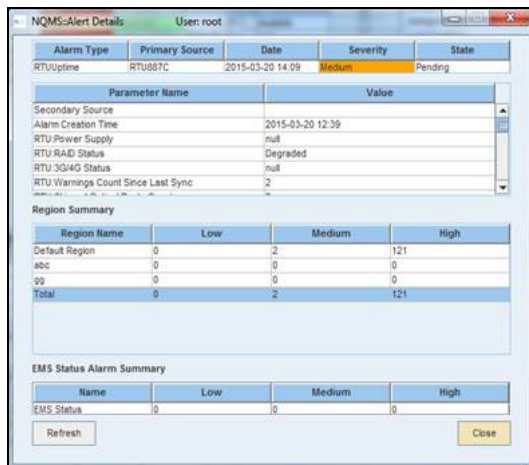 NQMS::Alert Details User: root
Alarm Type Primary Source Date Severity State
RTUUptime RTU887C 2015-03-20 14:09 Medium Pending
Parameter Name Value
Secondary Source
Alarm Creation Time 2015-03-20 12:39
RTU:Power Supply null
RTU:RAID Status Degraded
RTU:3G/4G Status null
RTU:Warnings Count Since Last Sync 2
Region Summary
Region Name Low Medium High
Default Region 0 2 121
abc 0 0 0
gg 0 0 0
Total 0 2 121
EMS Status Alarm Summary
Name Low Medium High
EMS Status 0 0 0
Refresh Close